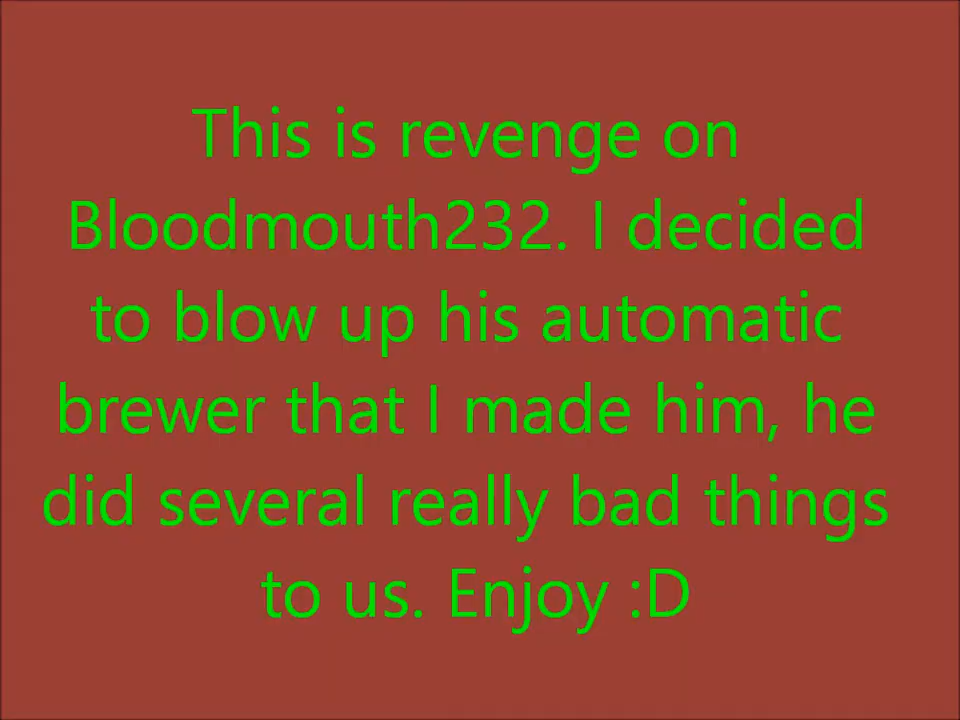 This is revenge on
Bloodmouth232. I decided
to blow up his automatic
brewer that I made him, he
did several really bad things
to us. Enjoy :D